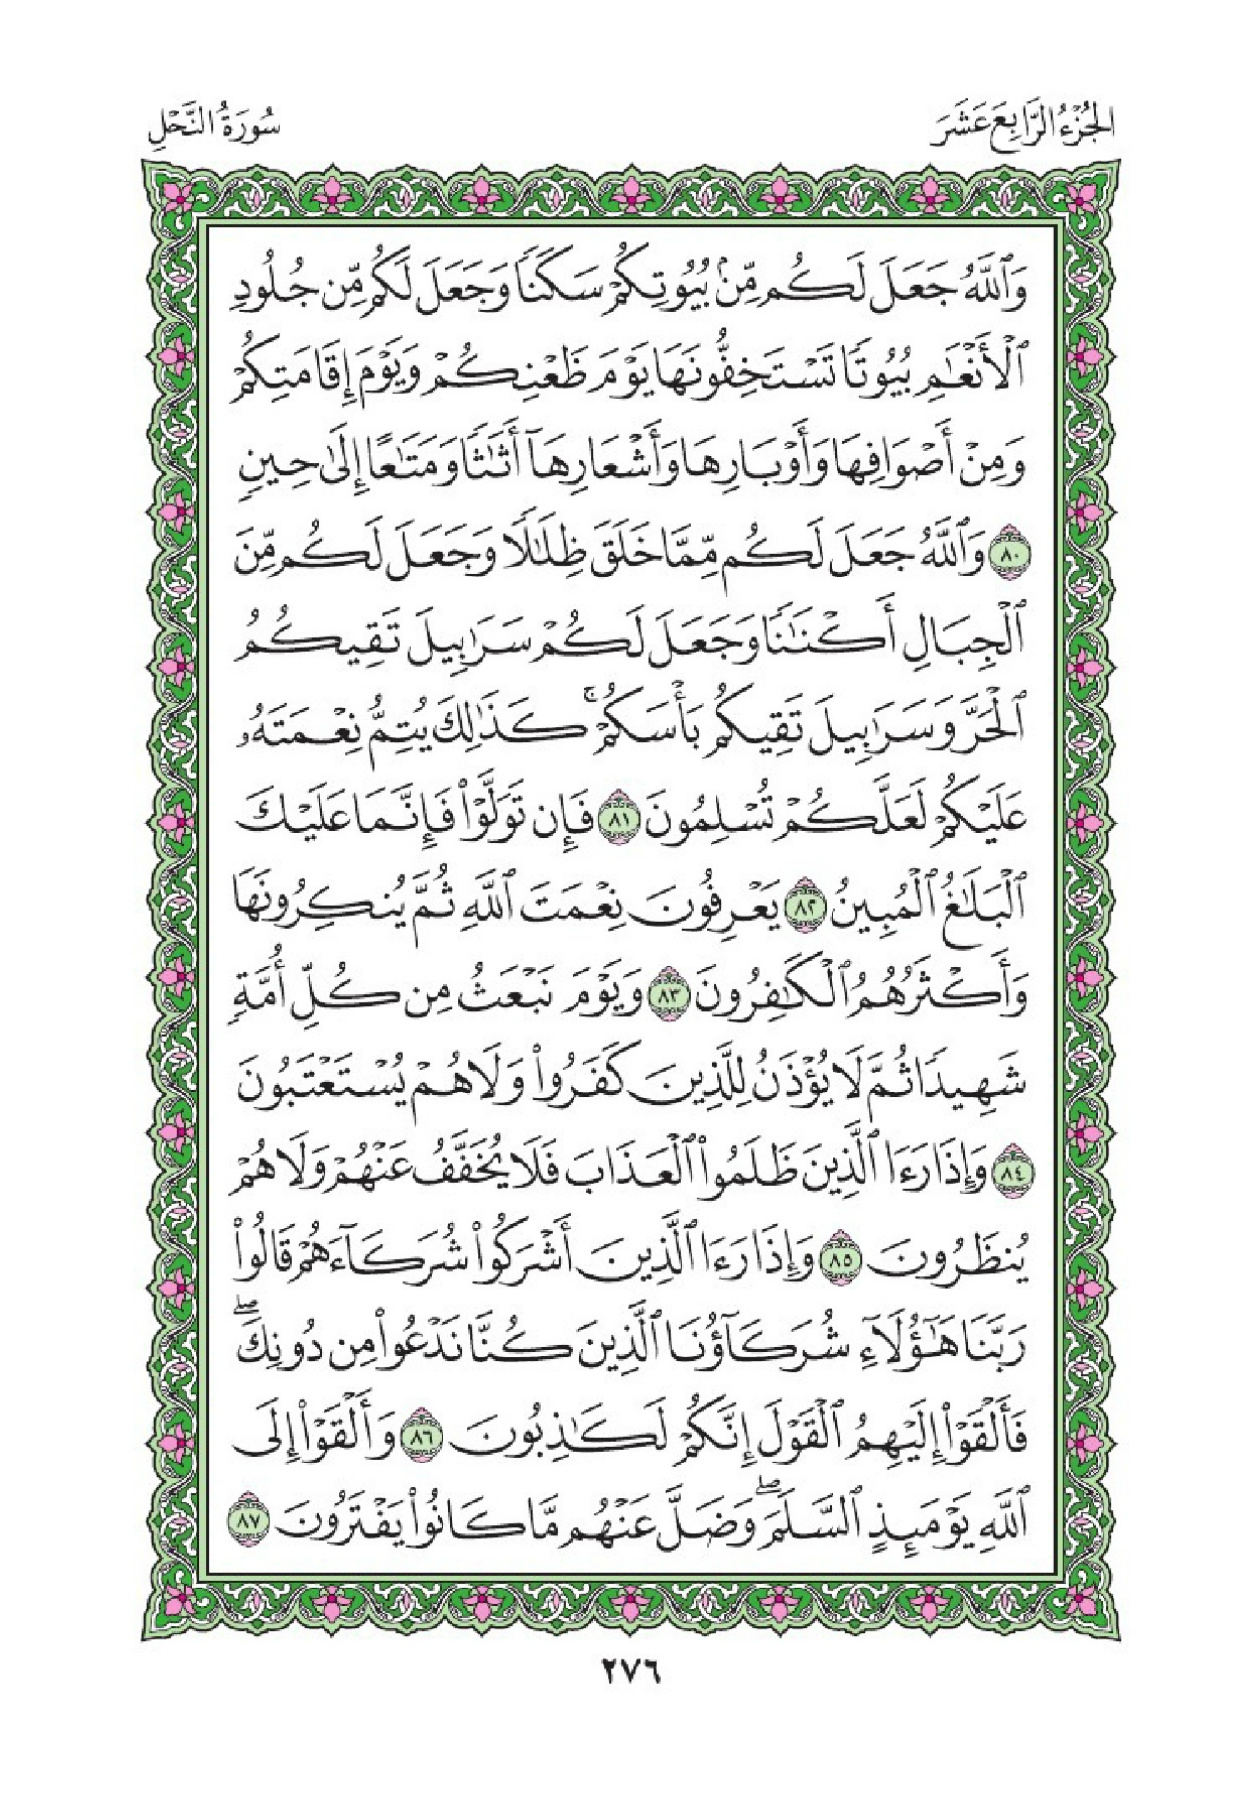 الجُزْءُ الرَّابِعَ عَشَرَ
سُورَةُ النَّحْلِ
وَٱللَّهُ جَعَلَ لَكُم مِّنۢ بُيُوتِكُمْ سَكَنًا وَجَعَلَ لَكُم مِّن جُلُودِ
ٱلْأَنْعَٰمِ بُيُوتًا تَسْتَخِفُّونَهَا يَوْمَ ظَعْنِكُمْ وَيَوْمَ إِقَامَتِكُمْ
وَمِنْ أَصْوَافِهَا وَأَوْبَارِهَا وَأَشْعَارِهَآ أَثَٰثًا وَمَتَٰعًا إِلَىٰ حِينٍ
٨٠ وَٱللَّهُ جَعَلَ لَكُم مِّمَّا خَلَقَ ظِلَٰلًا وَجَعَلَ لَكُم مِّنَ
ٱلْجِبَالِ أَكْنَٰنًا وَجَعَلَ لَكُمْ سَرَٰبِيلَ تَقِيكُمُ
ٱلْحَرَّ وَسَرَٰبِيلَ تَقِيكُم بَأْسَكُمْ ۚ كَذَٰلِكَ يُتِمُّ نِعْمَتَهُۥ
عَلَيْكُمْ لَعَلَّكُمْ تُسْلِمُونَ ٨١ فَإِن تَوَلَّوْا۟ فَإِنَّمَا عَلَيْكَ
ٱلْبَلَٰغُ ٱلْمُبِينُ ٨٢ يَعْرِفُونَ نِعْمَتَ ٱللَّهِ ثُمَّ يُنكِرُونَهَا
وَأَكْثَرُهُمُ ٱلْكَٰفِرُونَ ٨٣ وَيَوْمَ نَبْعَثُ مِن كُلِّ أُمَّةٍ
شَهِيدًا ثُمَّ لَا يُؤْذَنُ لِلَّذِينَ كَفَرُوا۟ وَلَا هُمْ يُسْتَعْتَبُونَ
٨٤ وَإِذَا رَءَا ٱلَّذِينَ ظَلَمُوا۟ ٱلْعَذَابَ فَلَا يُخَفَّفُ عَنْهُمْ وَلَا هُمْ
يُنظَرُونَ ٨٥ وَإِذَا رَءَا ٱلَّذِينَ أَشْرَكُوا۟ شُرَكَآءَهُمْ قَالُوا۟
رَبَّنَا هَٰٓؤُلَآءِ شُرَكَآؤُنَا ٱلَّذِينَ كُنَّا نَدْعُوا۟ مِن دُونِكَ ۖ
فَأَلْقَوْا۟ إِلَيْهِمُ ٱلْقَوْلَ إِنَّكُمْ لَكَٰذِبُونَ ٨٦ وَأَلْقَوْا۟ إِلَى
ٱللَّهِ يَوْمَئِذٍ ٱلسَّلَمَ ۖ وَضَلَّ عَنْهُم مَّا كَانُوا۟ يَفْتَرُونَ ٨٧
٢٧٦